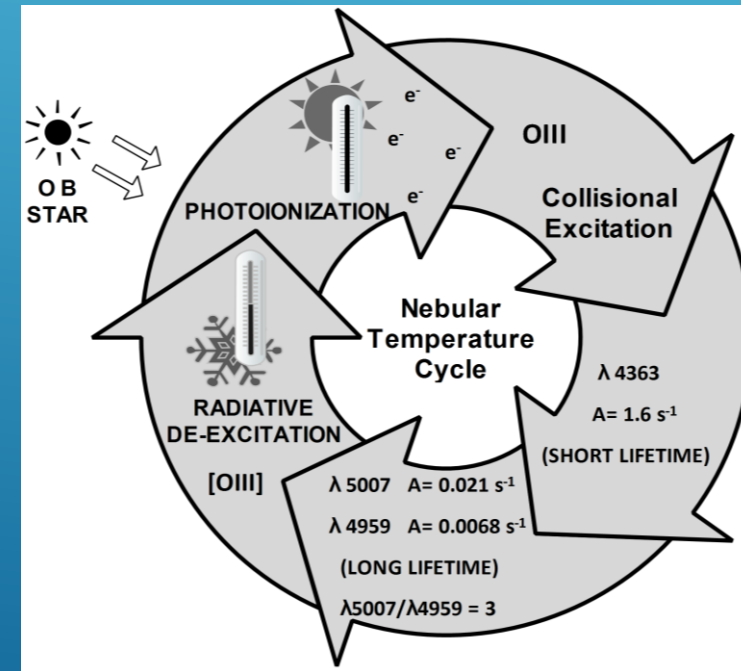 O B
STAR
e-
e-
e-
e-
PHOTOIONIZATION
OIII
Collisional
Excitation
Nebular
Temperature
Cycle
λ 4363
A= 1.6 s⁻¹
(SHORT LIFETIME)
λ 5007 A= 0.021 s⁻¹
λ 4959 A= 0.0068 s⁻¹
(LONG LIFETIME)
λ5007/λ4959 = 3
RADIATIVE
DE-EXCITATION
[OIII]